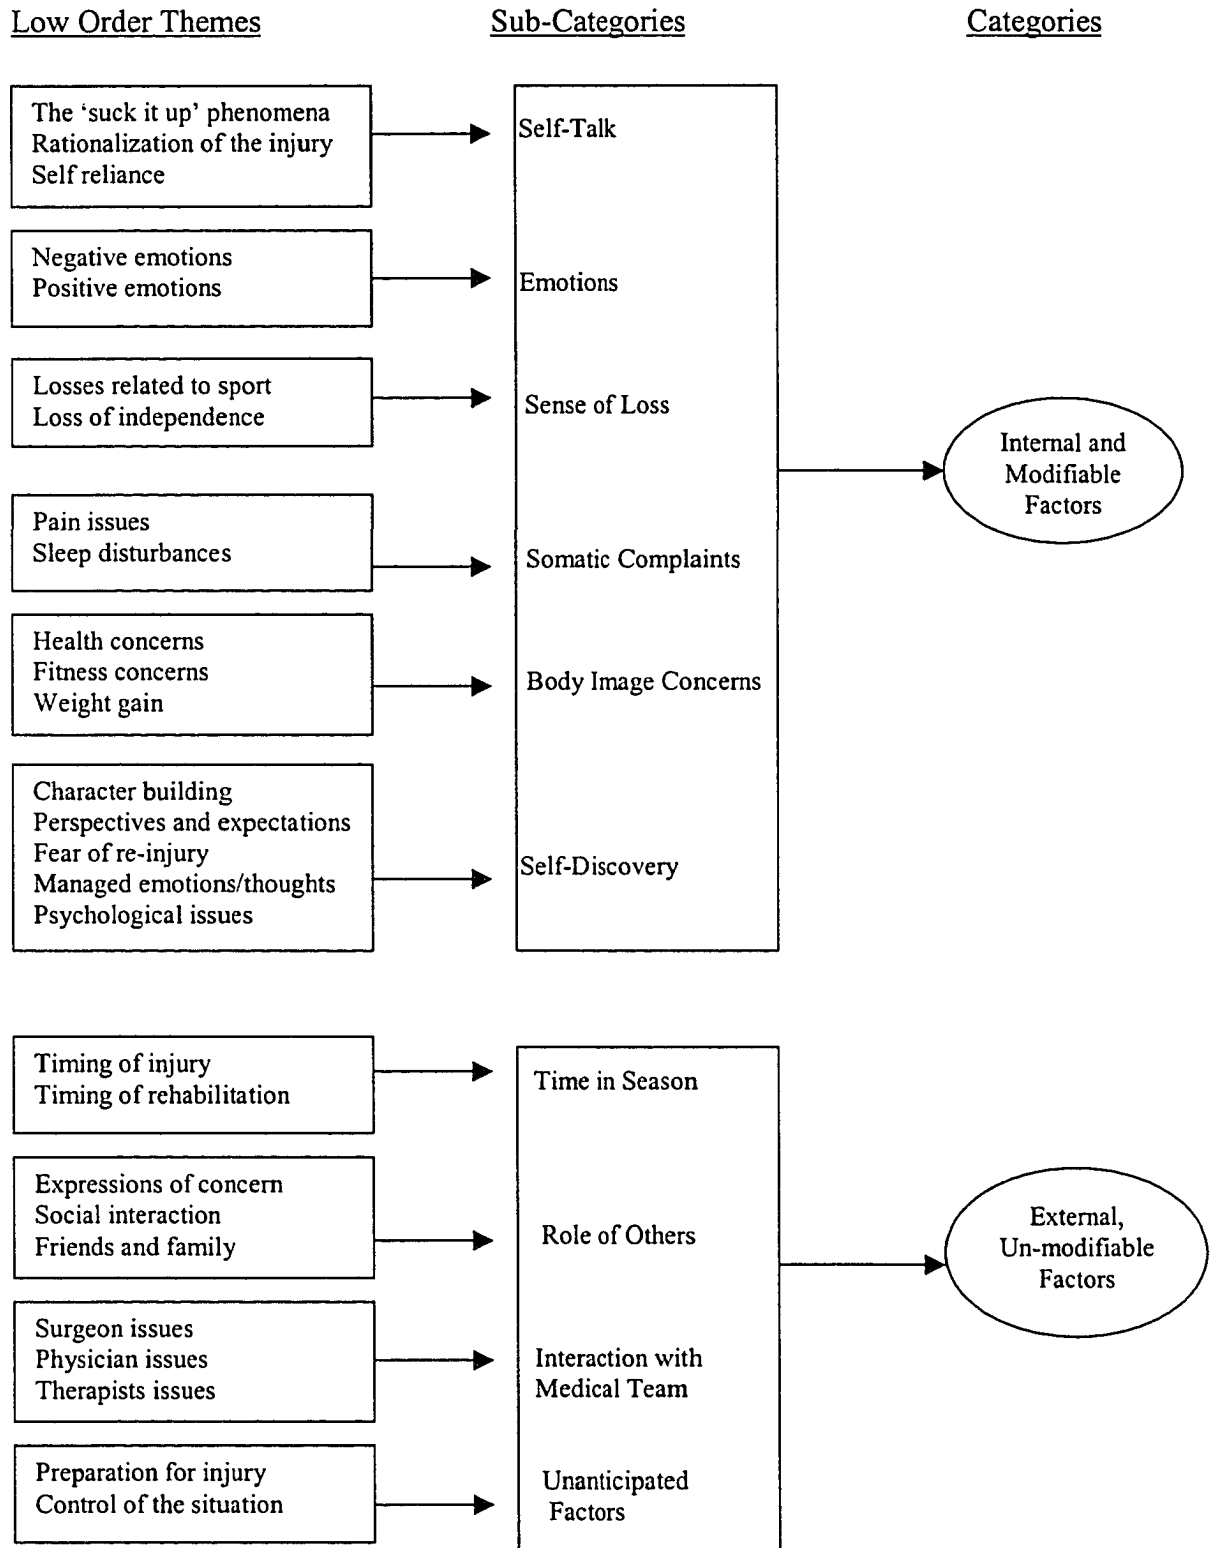 Low Order Themes
Sub-Categories
Categories
The ‘suck it up’ phenomena
Rationalization of the injury
Self reliance
Self-Talk
Negative emotions
Positive emotions
Emotions
Losses related to sport
Loss of independence
Sense of Loss
Pain issues
Sleep disturbances
Somatic Complaints
Health concerns
Fitness concerns
Weight gain
Body Image Concerns
Character building
Perspectives and expectations
Fear of re-injury
Managed emotions/thoughts
Psychological issues
Self-Discovery
Internal and
Modifiable
Factors
Timing of injury
Timing of rehabilitation
Time in Season
Expressions of concern
Social interaction
Friends and family
Role of Others
Surgeon issues
Physician issues
Therapists issues
Interaction with
Medical Team
Preparation for injury
Control of the situation
Unanticipated
Factors
External,
Un-modifiable
Factors